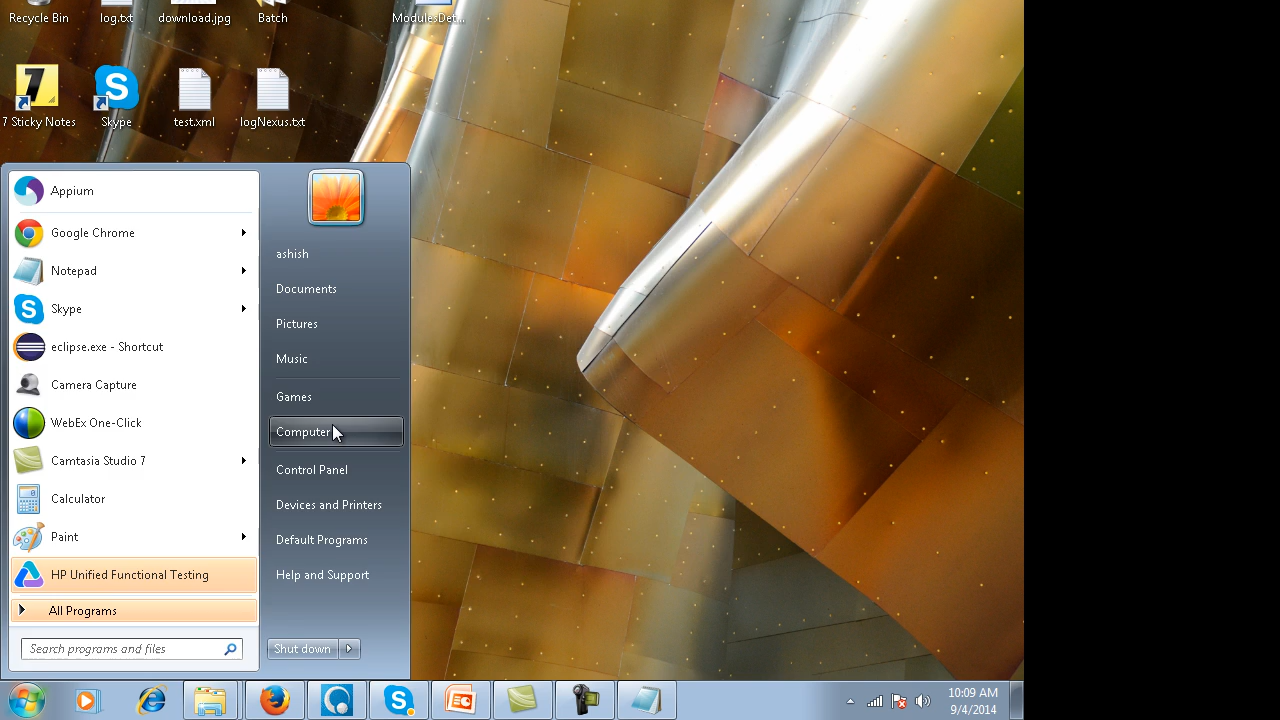 Recycle Bin
log.txt
download.jpg
Batch
ModulesDet...
7 Sticky Notes
Skype
test.xml
logNexus.txt
Appium
Google Chrome
Notepad
Skype
eclipse.exe - Shortcut
Camera Capture
WebEx One-Click
Camtasia Studio 7
Calculator
Paint
HP Unified Functional Testing
All Programs
Search programs and files
ashish
Documents
Pictures
Music
Games
Computer
Control Panel
Devices and Printers
Default Programs
Help and Support
Shut down
10:09 AM
9/4/2014